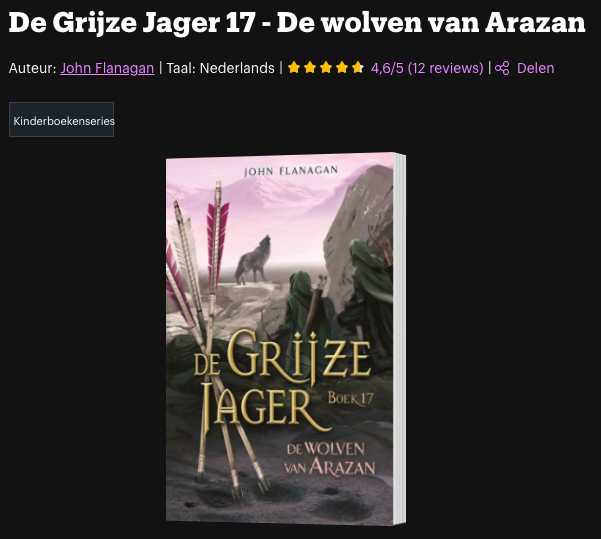 De Grijze Jager 17 - De wolven van Arazan
Auteur: John Flanagan | Taal: Nederlands | 4,6/5 (12 reviews) | Delen
Kinderboekenseries
JOHN FLANAGAN
DE GRIJZE
JAGER BOEK 17
DE WOLVEN
VAN ARAZAN